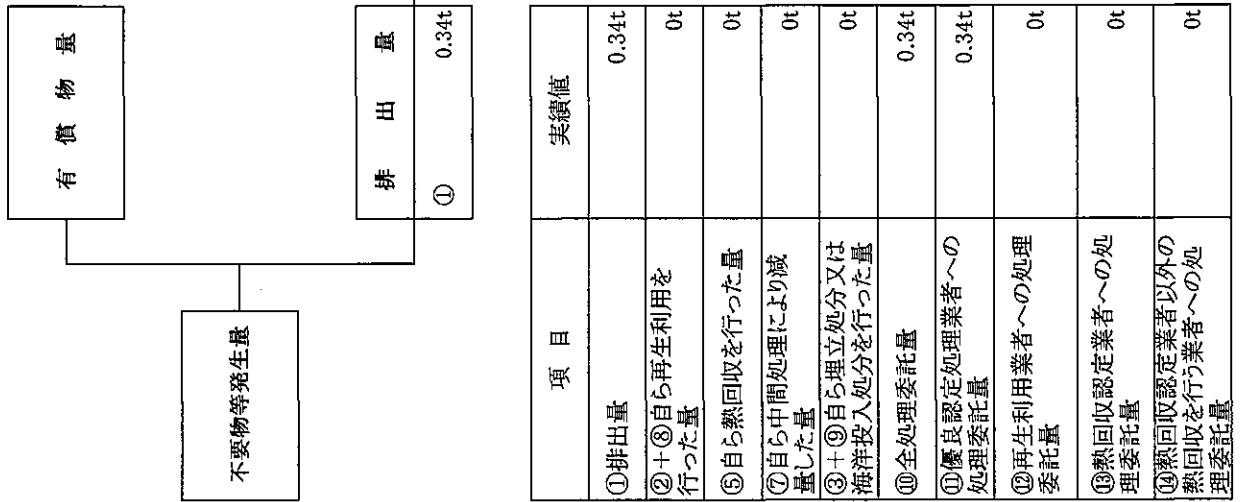 有償物量
不要物等発生量
排出量
① 0.34t
項目 実績値
①排出量 0.34t
②+⑧自ら再生利用を
行った量 0t
⑤自ら熱回収を行った量 0t
⑦自ら中間処理により減
量した量 0t
③+⑨自ら埋立処分又は
海洋投入処分を行った量 0t
⑩全処理委託量 0.34t
⑪優良認定処理業者への
処理委託量 0.34t
⑫再生利用業者への処理
委託量 0t
⑬熱回収認定業者への処
理委託量 0t
⑭熱回収認定業者以外の
熱回収を行う業者への処
理委託量 0t